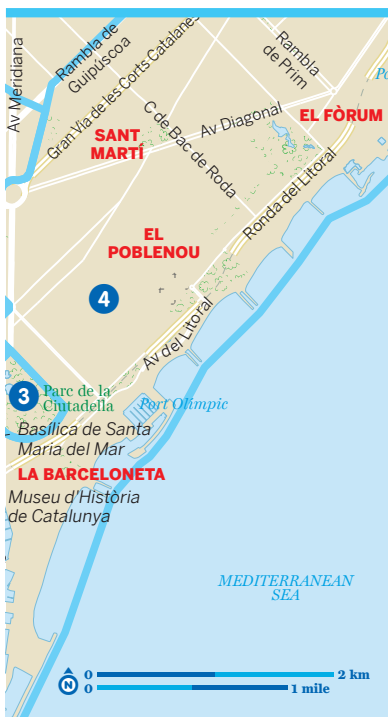 Av Meridiana
Rambla de
Guipúscoa
Gran Via de les Corts Catalanes
Rambla
de Prim
C de Bac de Roda
Av Diagonal
EL FÒRUM
SANT
MARTÍ
Ronda del Litoral
EL
POBLENOU
4
Av del Litoral
3
Parc de la
Ciutadella
Port Olímpic
Basílica de Santa
Maria del Mar
LA BARCELONETA
Museu d'Història
de Catalunya
MEDITERRANEAN
SEA
0 2 km
N
0 1 mile